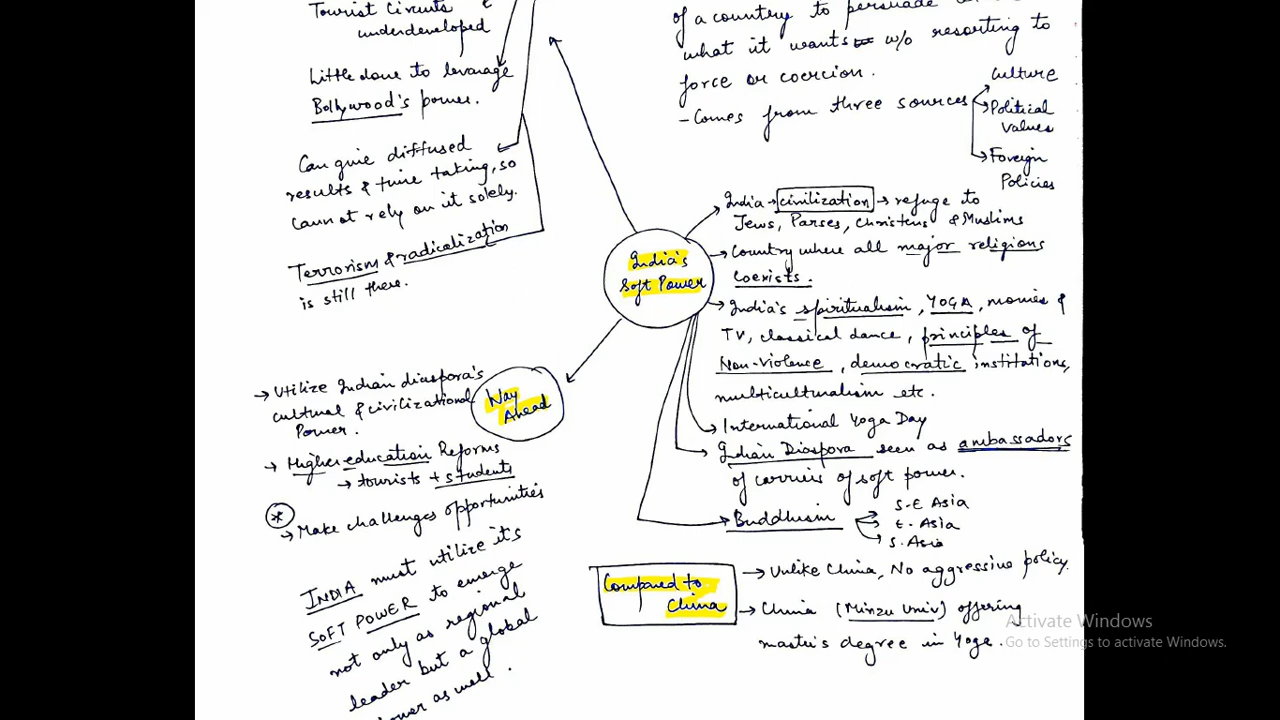 Tourist Circuits
underdeveloped
Little done to leverage
Bollywood's power.
Can give diffused
results & time taking, so
cannot rely on it solely.
Terrorism & radicalization
is still there.
of a country to persuade
what it wants w/o resorting to
force or coercion.
- Comes from three sources
Culture
Political
Values
Foreign
Policies
India's
Soft Power
India → civilization → refuge to
Jews, Parses, Christens & Muslims
→ Country where all major religions
coexists.
→ India's spiritualism, YOGA, movies &
TV, classical dance, principles of
Non-Violence, democratic institutions,
multiculturalism etc.
→ International Yoga Day
→ Indian Diaspora seen as ambassadors
of carriers of soft power.
→ Buddhism
S-E Asia
E. Asia
S. Asia
Way
Ahead
→ Utilize Indian diaspora's
cultural & civilizational
Power.
→ Higher education Reforms
→ tourists + students
*
→ Make challenges opportunities
INDIA must utilize it's
SOFT POWER to emerge
not only as regional
leader but a global
power as well.
Compared to
China
→ Unlike China, No aggressive policy.
→ China (Minzu Univ) offering
master's degree in Yoga.
Activate Windows
Go to Settings to activate Windows.